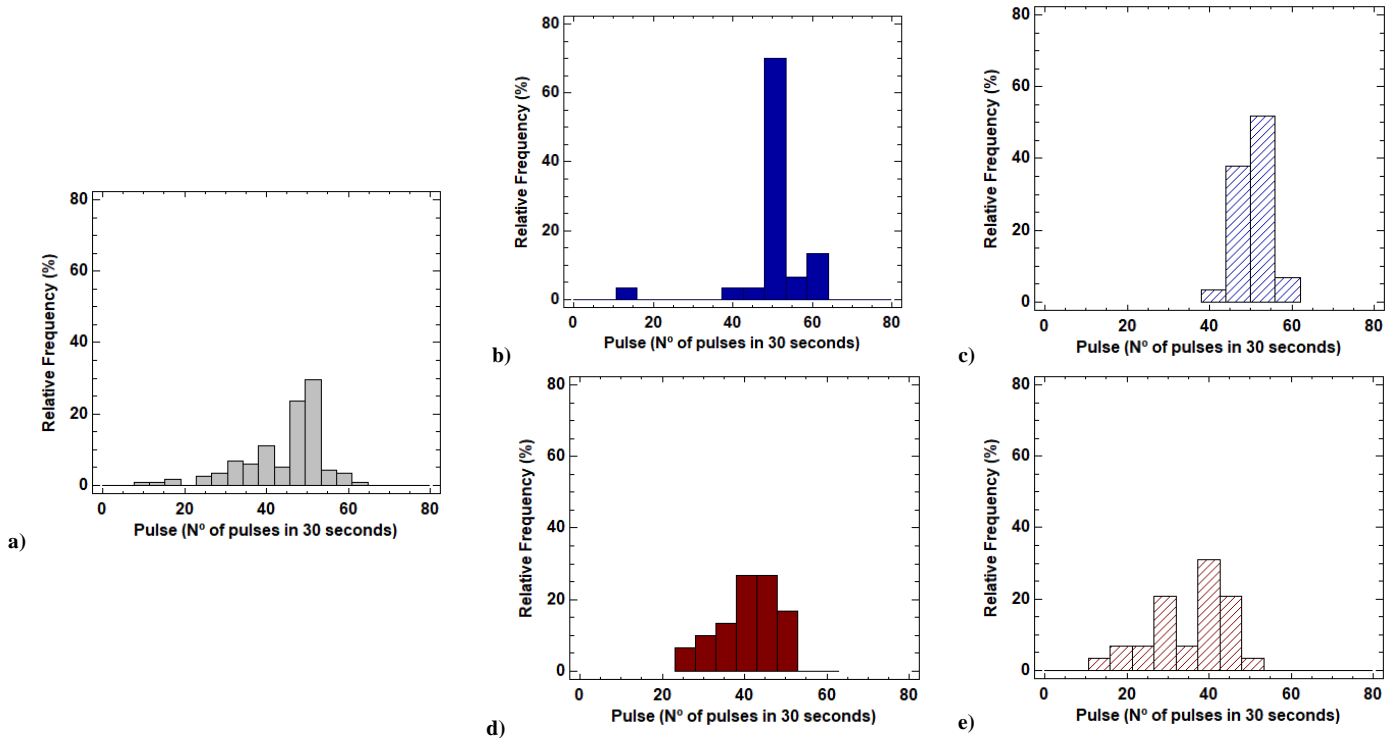 80
60
40
20
0
Relative Frequency (%)
0 20 40 60 80
Pulse (Nº of pulses in 30 seconds)
a)
80
60
40
20
0
Relative Frequency (%)
0 20 40 60 80
Pulse (Nº of pulses in 30 seconds)
b)
80
60
40
20
0
Relative Frequency (%)
0 20 40 60 80
Pulse (Nº of pulses in 30 seconds)
c)
80
60
40
20
0
Relative Frequency (%)
0 20 40 60 80
Pulse (Nº of pulses in 30 seconds)
d)
80
60
40
20
0
Relative Frequency (%)
0 20 40 60 80
Pulse (Nº of pulses in 30 seconds)
e)